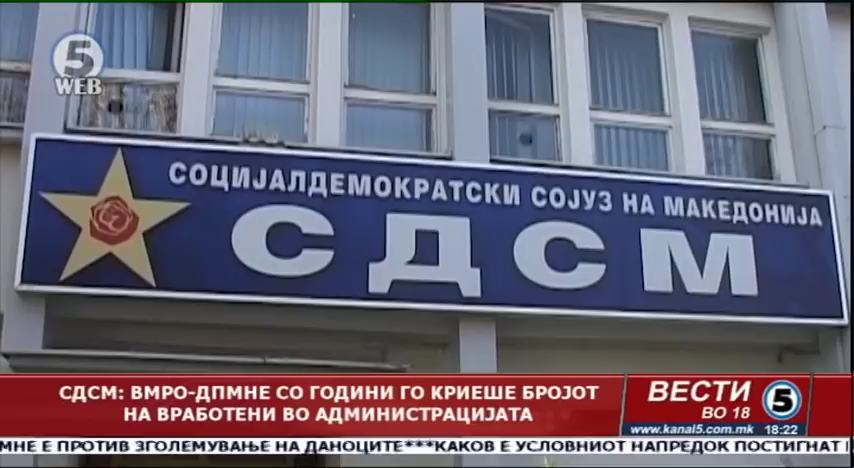 5
WEB
СОЦИЈАЛДЕМОКРАТСКИ СОЈУЗ НА МАКЕДОНИЈА
СДСМ
СДСМ: ВМРО-ДПМНЕ СО ГОДИНИ ГО КРИЕШЕ БРОЈОТ
НА ВРАБОТЕНИ ВО АДМИНИСТРАЦИЈАТА
ВЕСТИ
ВО 18
5
www.kanal5.com.mk 18:22
МНЕ Е ПРОТИВ ЗГОЛЕМУВАЊЕ НА ДАНОЦИТЕ***КАКОВ Е УСЛОВНИОТ НАПРЕДОК ПОСТИГНАТ